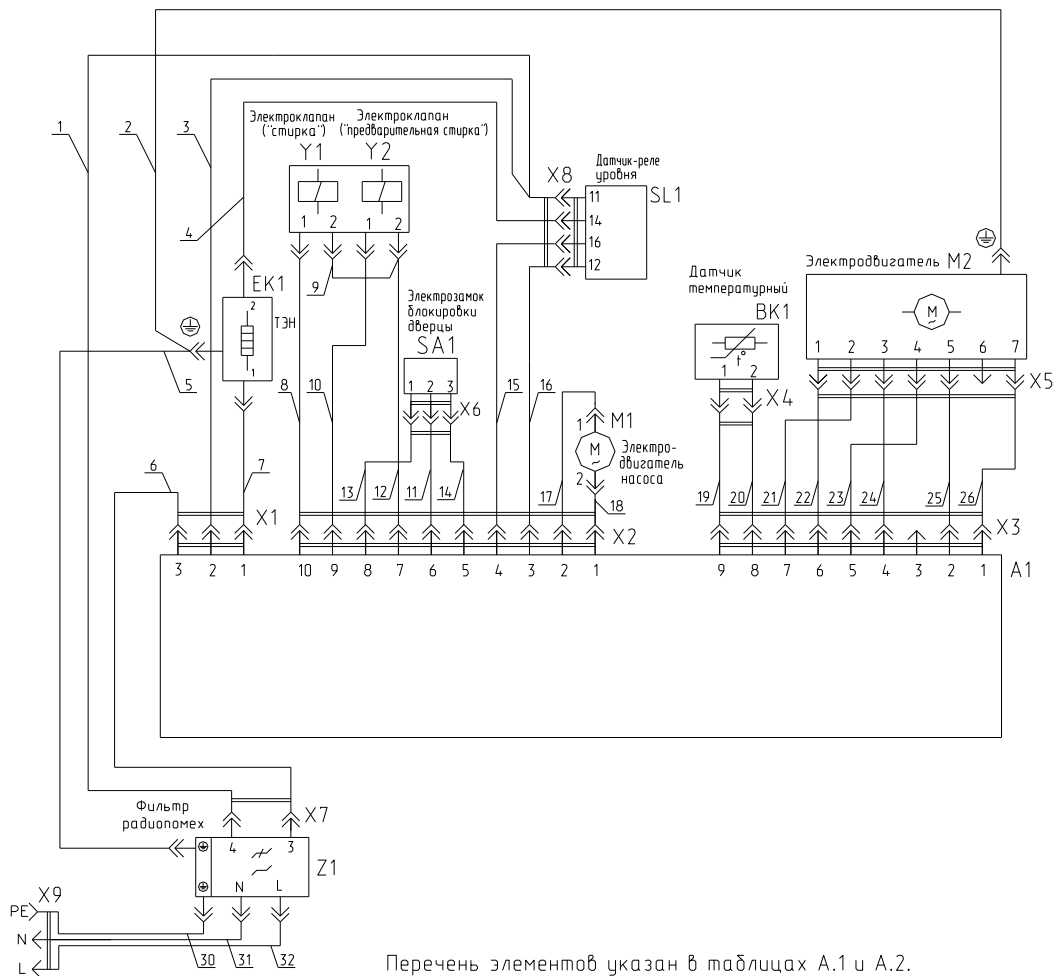 1
2
3
Электроклапан
("стирка")
Электроклапан
("предварительная стирка")
Y1
Y2
1 2 1 2
Датчик-реле
уровня
X8
SL1
11
14
16
12
4
9
EK1
ТЭН
2
1
5
Электрозамок
блокировки
дверцы
SA1
1 2 3
X6
Датчик
температурный
BK1
t°
1 2
X4
Электродвигатель M2
M
~
1 2 3 4 5 6 7
X5
8
10
15
16
1
M1
M
~
2
Электро-
двигатель
насоса
6
7
13
12
11
14
17
18
19
20
21
22
23
24
25
26
X1
X2
X3
3 2 1
10 9 8 7 6 5 4 3 2 1
9 8 7 6 5 4 3 2 1
A1
Фильтр
радиопомех
X7
4 3
Z1
N L
X9
PE
N
L
30
31
32
Перечень элементов указан в таблицах А.1 и А.2.